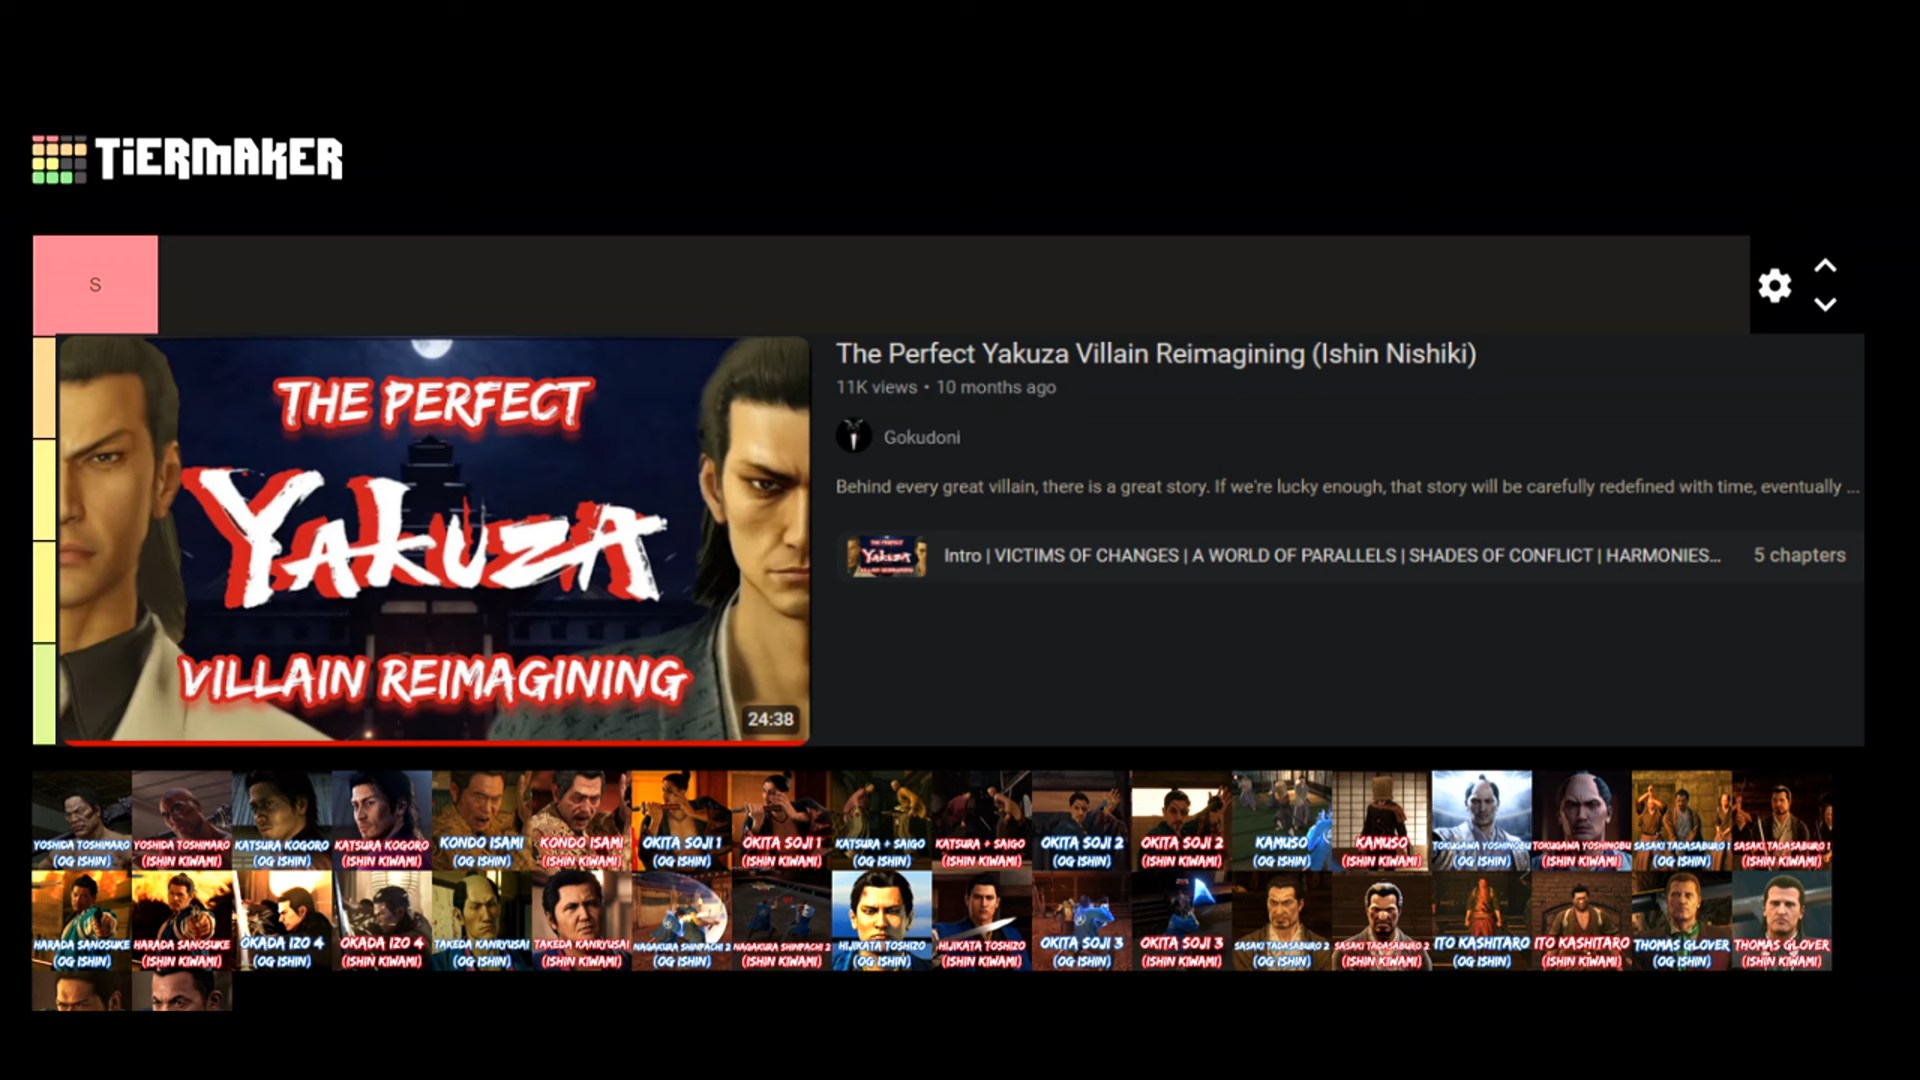 TiERMAKER
S
THE PERFECT
YAKUZA
VILLAIN REIMAGINING
24:38
The Perfect Yakuza Villain Reimagining (Ishin Nishiki)
11K views • 10 months ago
Gokudoni
Behind every great villain, there is a great story. If we're lucky enough, that story will be carefully redefined with time, eventually ...
Intro | VICTIMS OF CHANGES | A WORLD OF PARALLELS | SHADES OF CONFLICT | HARMONIES... 5 chapters
YOSHIDA TOSHIMARO (OG ISHIN)
YOSHIDA TOSHIMARO (ISHIN KIWAMI)
KATSURA KOGORO (OG ISHIN)
KATSURA KOGORO (ISHIN KIWAMI)
KONDO ISAMI (OG ISHIN)
KONDO ISAMI (ISHIN KIWAMI)
OKITA SOJI 1 (OG ISHIN)
OKITA SOJI 1 (ISHIN KIWAMI)
KATSURA + SAIGO (OG ISHIN)
KATSURA + SAIGO (ISHIN KIWAMI)
OKITA SOJI 2 (OG ISHIN)
OKITA SOJI 2 (ISHIN KIWAMI)
KAMUSO (OG ISHIN)
KAMUSO (ISHIN KIWAMI)
TOKUGAWA YOSHINOBU (OG ISHIN)
TOKUGAWA YOSHINOBU (ISHIN KIWAMI)
SASAKI TADASABURO 1 (OG ISHIN)
SASAKI TADASABURO 1 (ISHIN KIWAMI)
HARADA SANOSUKE (OG ISHIN)
HARADA SANOSUKE (ISHIN KIWAMI)
OKADA IZO 4 (OG ISHIN)
OKADA IZO 4 (ISHIN KIWAMI)
TAKEDA KANRYUSAI (OG ISHIN)
TAKEDA KANRYUSAI (ISHIN KIWAMI)
NAGAKURA SHINPACHI 2 (OG ISHIN)
NAGAKURA SHINPACHI 2 (ISHIN KIWAMI)
HIJIKATA TOSHIZO (OG ISHIN)
HIJIKATA TOSHIZO (ISHIN KIWAMI)
OKITA SOJI 3 (OG ISHIN)
OKITA SOJI 3 (ISHIN KIWAMI)
SASAKI TADASABURO 2 (OG ISHIN)
SASAKI TADASABURO 2 (ISHIN KIWAMI)
ITO KASHITARO (OG ISHIN)
ITO KASHITARO (ISHIN KIWAMI)
THOMAS GLOVER (OG ISHIN)
THOMAS GLOVER (ISHIN KIWAMI)